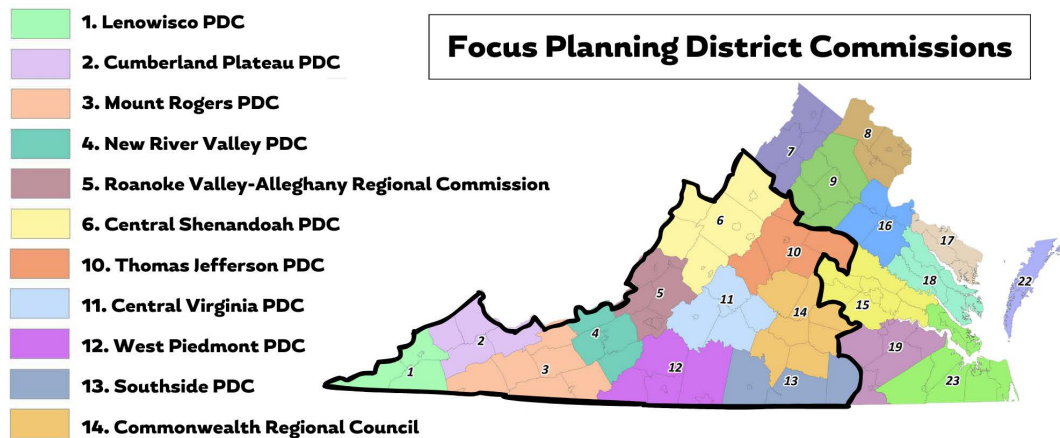 Focus Planning District Commissions
1. Lenowisco PDC
2. Cumberland Plateau PDC
3. Mount Rogers PDC
4. New River Valley PDC
5. Roanoke Valley-Alleghany Regional Commission
6. Central Shenandoah PDC
10. Thomas Jefferson PDC
11. Central Virginia PDC
12. West Piedmont PDC
13. Southside PDC
14. Commonwealth Regional Council
8
7
9
6
16
17
10
18
22
5
11
15
14
4
2
19
12
3
1
13
23